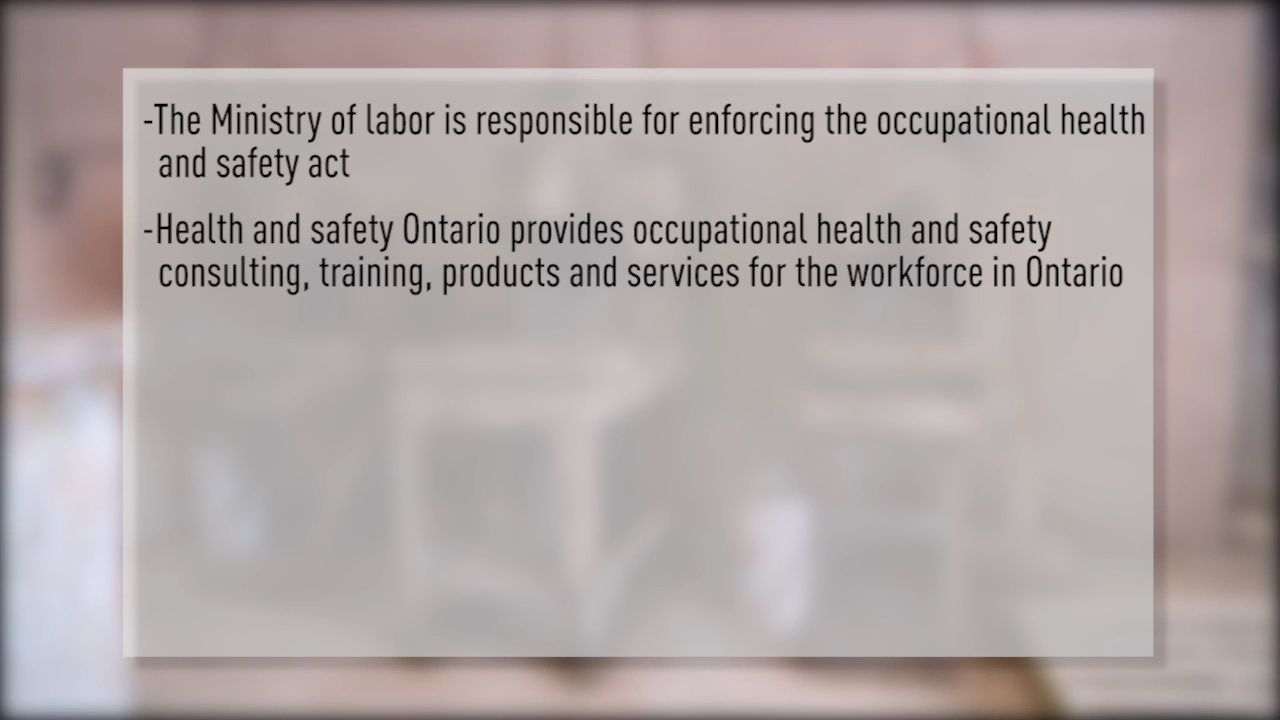 -The Ministry of labor is responsible for enforcing the occupational health
and safety act
-Health and safety Ontario provides occupational health and safety
consulting, training, products and services for the workforce in Ontario